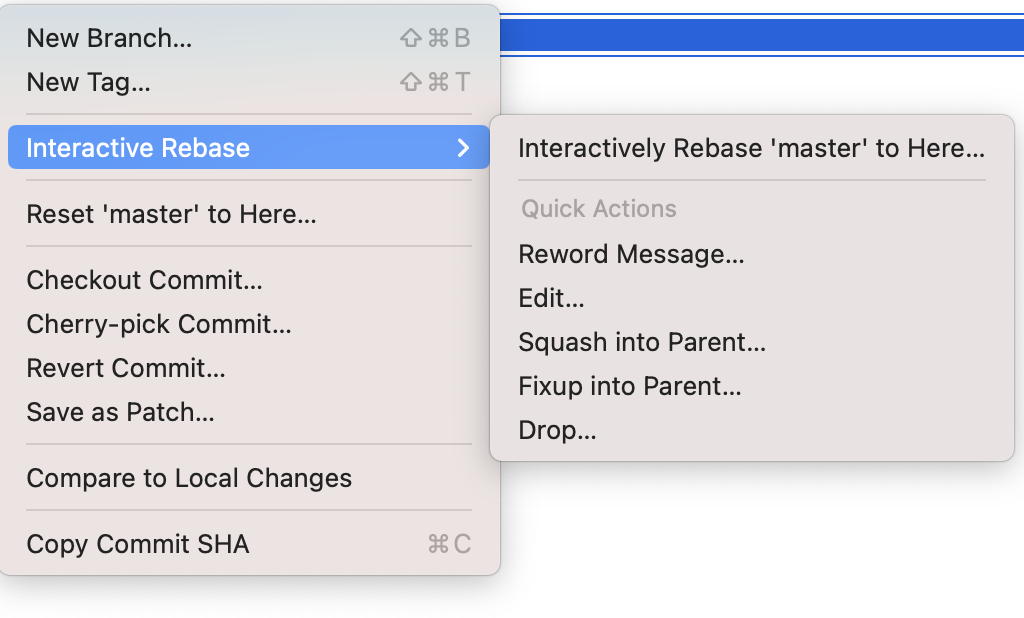 New Branch... ⇧⌘B
New Tag... ⇧⌘T
Interactive Rebase
Reset 'master' to Here...
Checkout Commit...
Cherry-pick Commit...
Revert Commit...
Save as Patch...
Compare to Local Changes
Copy Commit SHA ⌘C
Interactively Rebase 'master' to Here...
Quick Actions
Reword Message...
Edit...
Squash into Parent...
Fixup into Parent...
Drop...